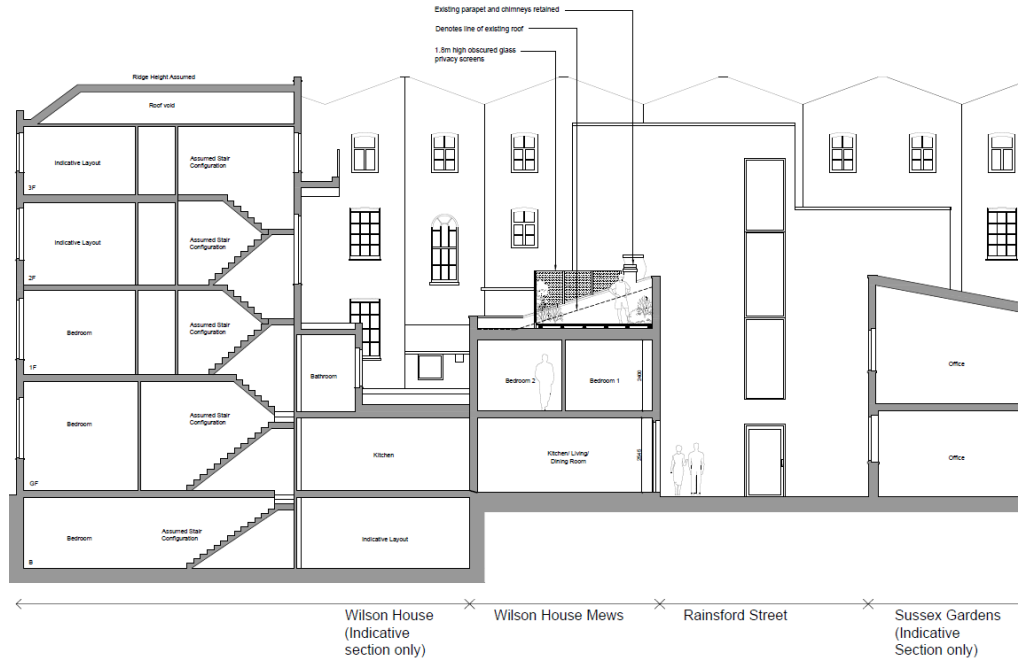 Existing parapet and chimneys retained
Denotes line of existing roof
1.8m high obscured glass
privacy screens
Ridge Height Assumed
Roof void
Indicative Layout
Assumed Stair
Configuration
3F
Indicative Layout
Assumed Stair
Configuration
2F
Bedroom
Assumed Stair
Configuration
1F
Bathroom
Bedroom 2
Bedroom 1
2400
Office
Bedroom
Assumed Stair
Configuration
GF
Kitchen
Kitchen/ Living/
Dining Room
Office
Bedroom
Assumed Stair
Configuration
B
Indicative Layout
Wilson House
(Indicative
section only)
Wilson House Mews
Rainsford Street
Sussex Gardens
(Indicative
Section only)